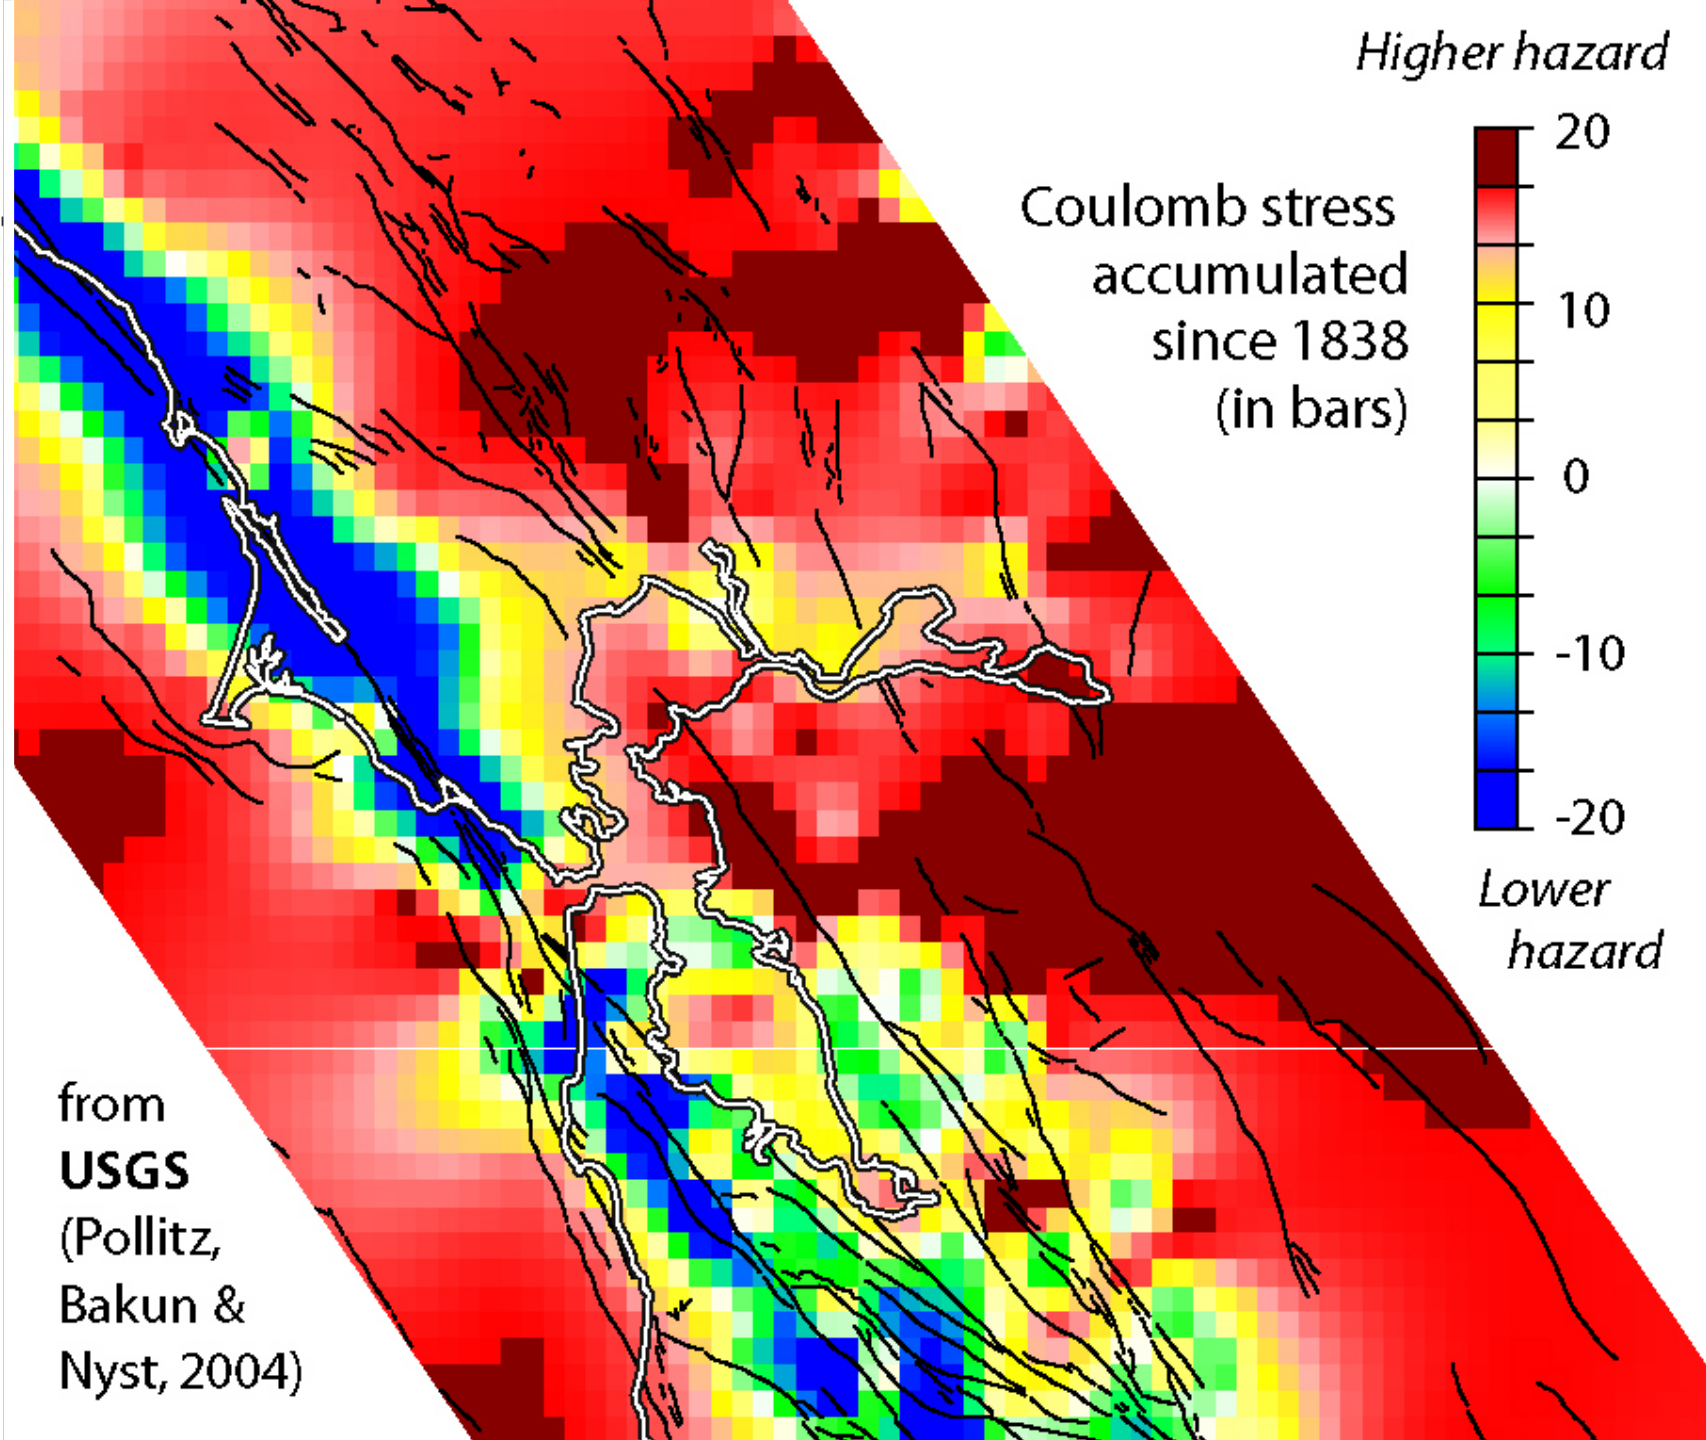 Higher hazard
20
Coulomb stress
accumulated
since 1838
(in bars)
10
0
-10
-20
Lower
hazard
from
USGS
(Pollitz,
Bakun &
Nyst, 2004)